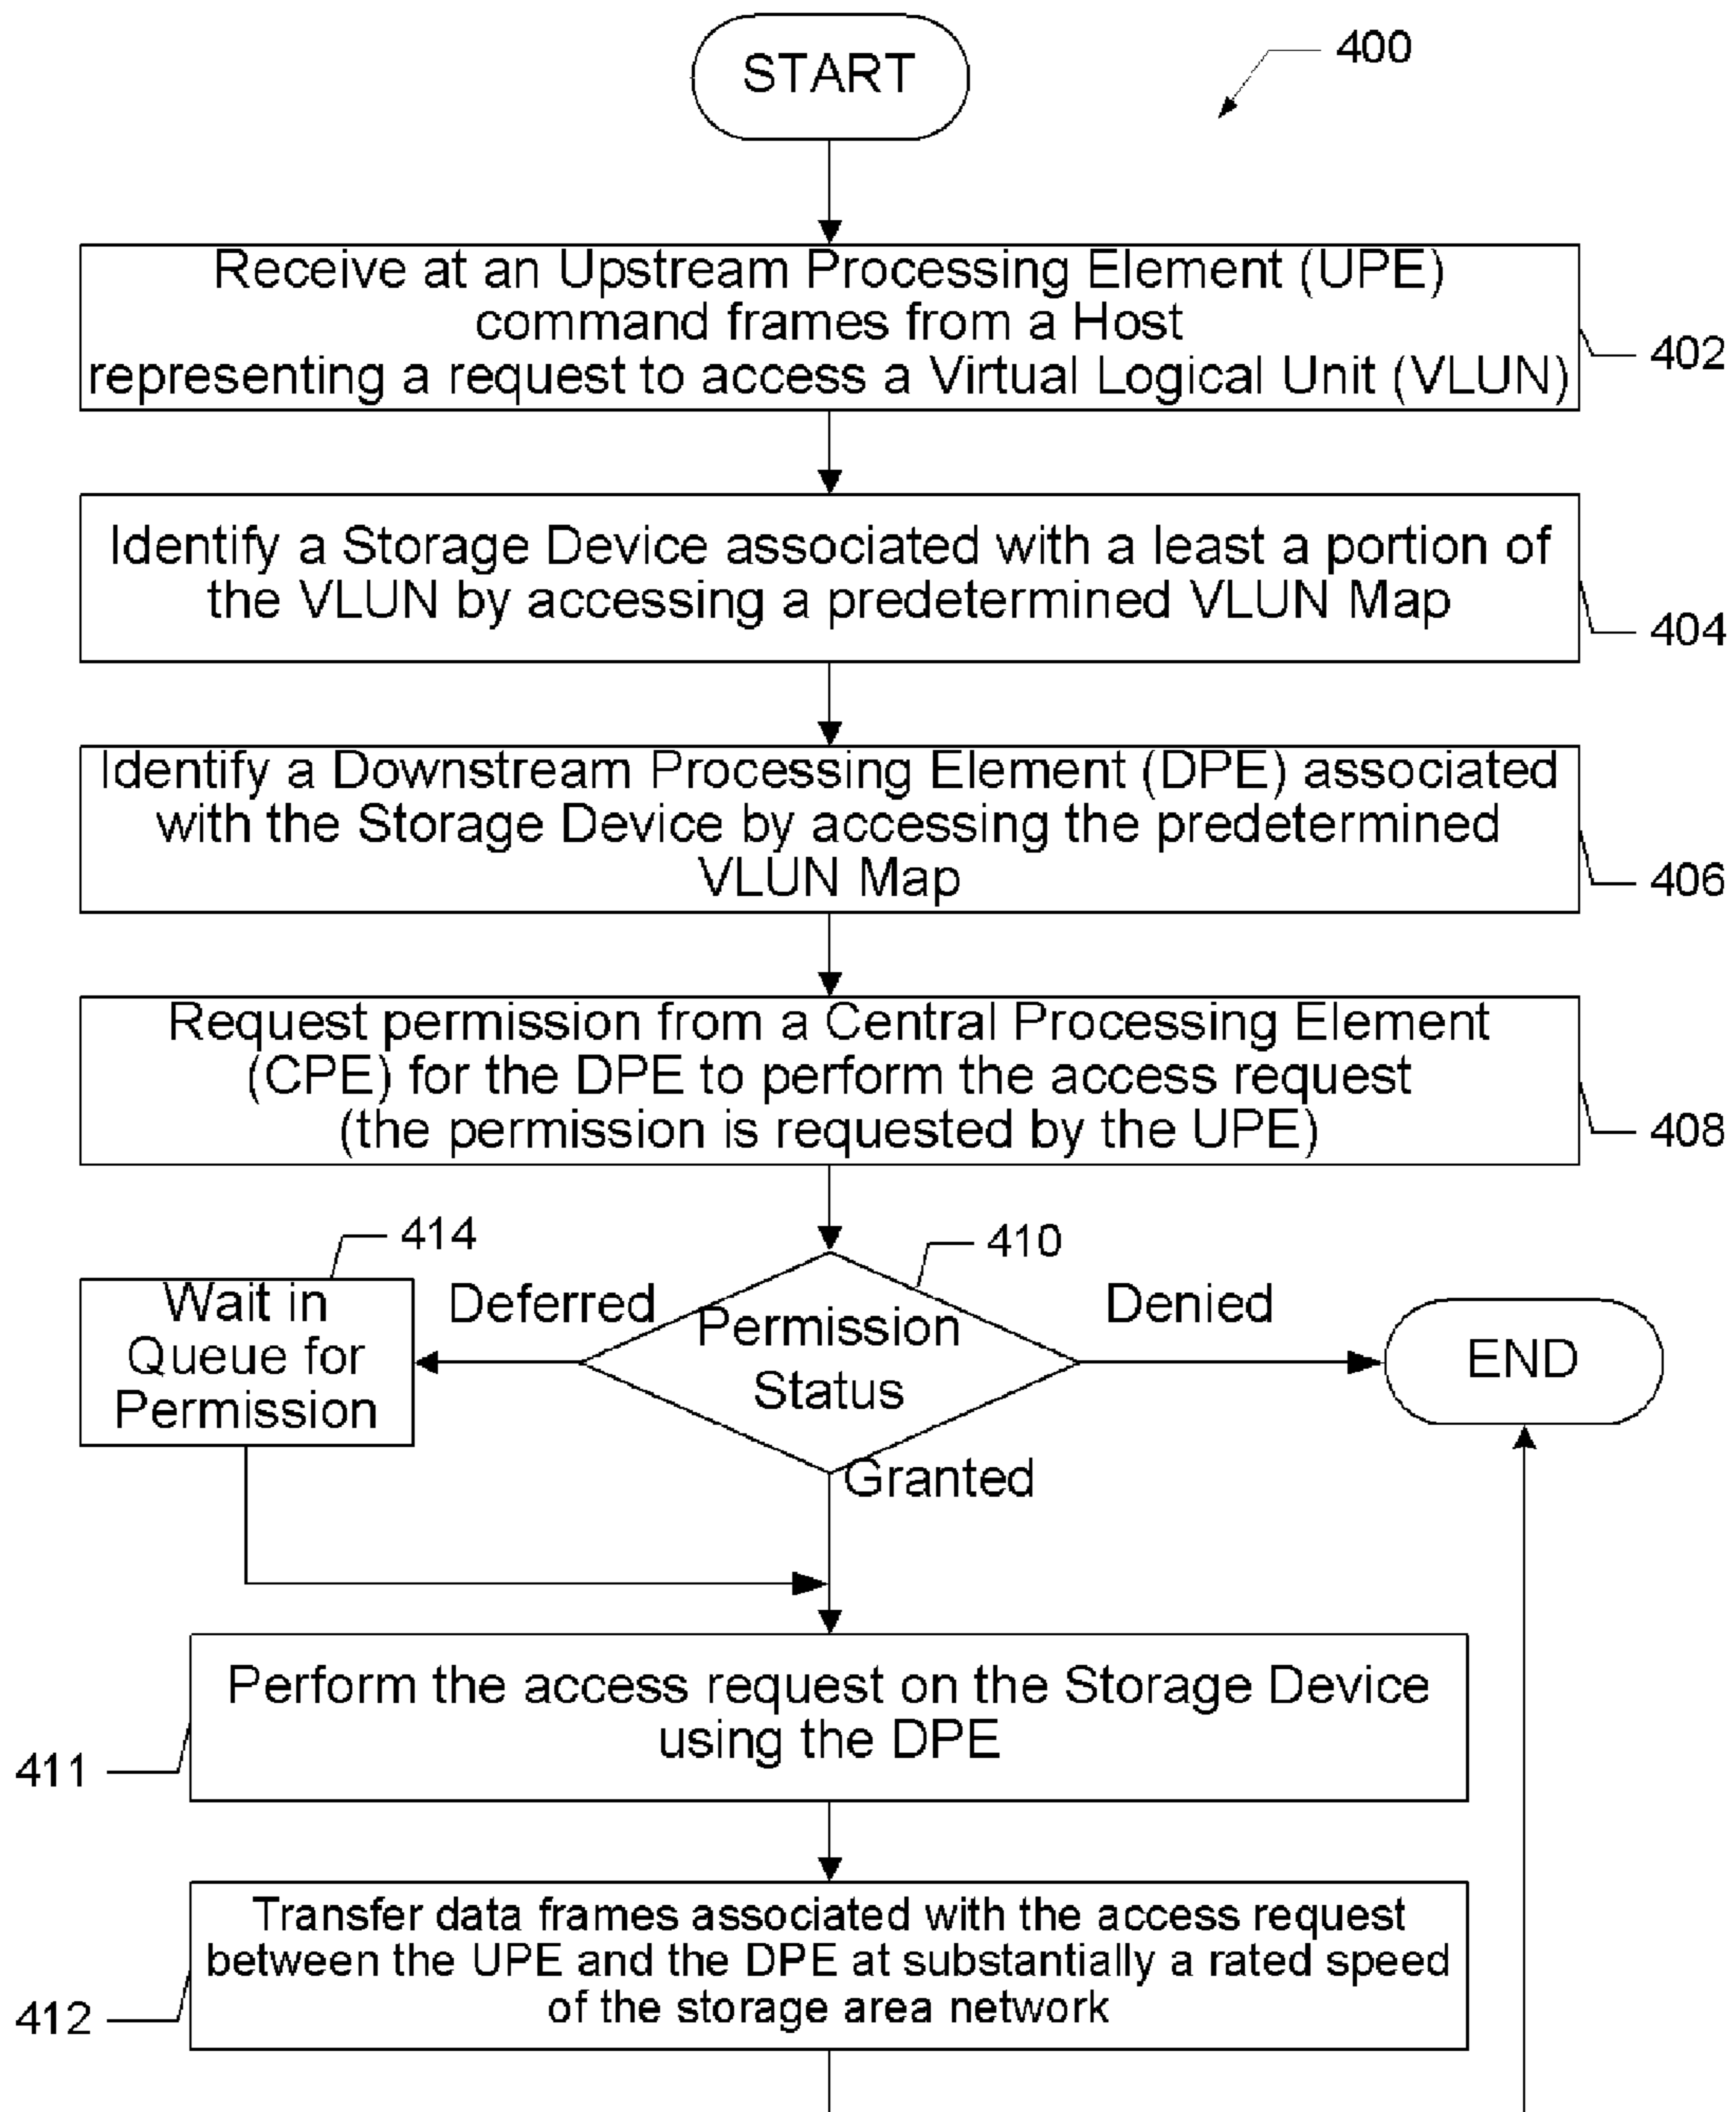 START
400
Receive at an Upstream Processing Element (UPE)
command frames from a Host
representing a request to access a Virtual Logical Unit (VLUN)
402
Identify a Storage Device associated with a least a portion of
the VLUN by accessing a predetermined VLUN Map
404
Identify a Downstream Processing Element (DPE) associated
with the Storage Device by accessing the predetermined
VLUN Map
406
Request permission from a Central Processing Element
(CPE) for the DPE to perform the access request
(the permission is requested by the UPE)
408
414
410
Wait in
Queue for
Permission
Deferred
Permission
Status
Denied
END
Granted
Perform the access request on the Storage Device
using the DPE
411
Transfer data frames associated with the access request
between the UPE and the DPE at substantially a rated speed
of the storage area network
412